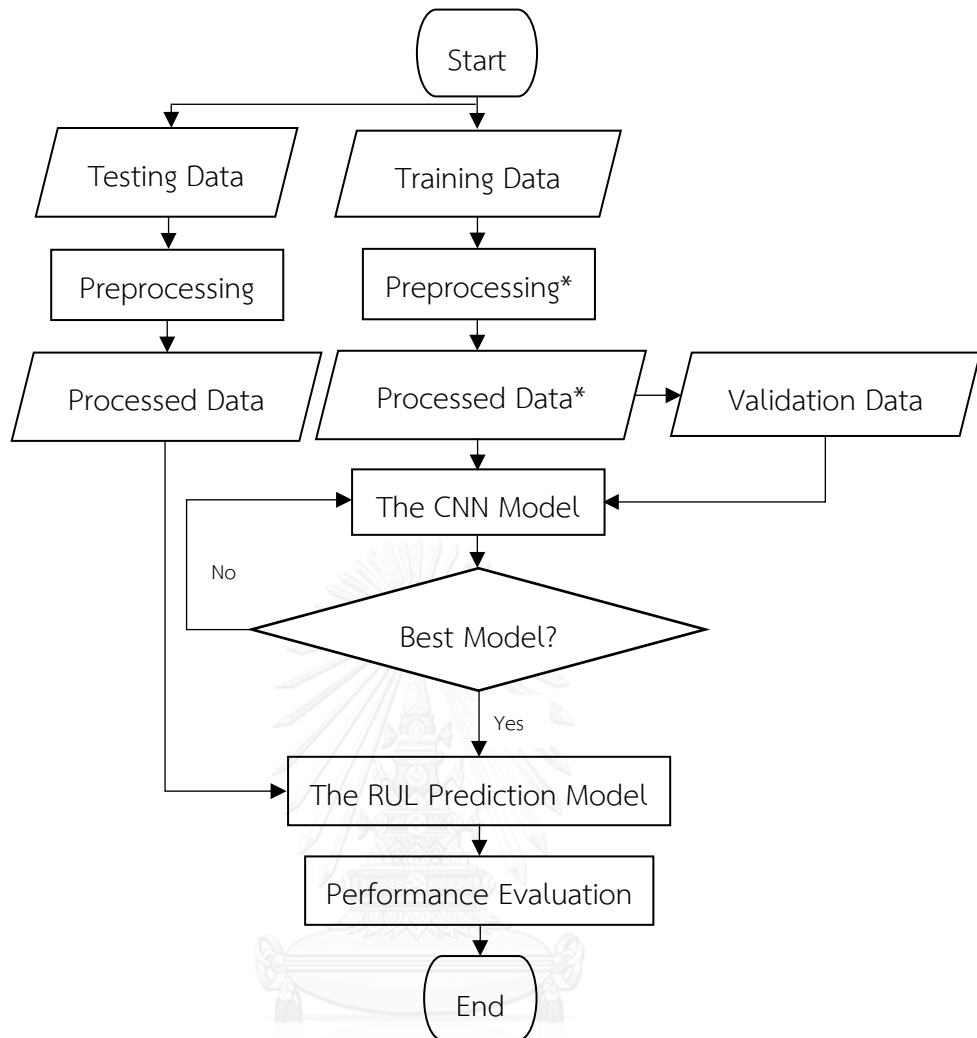 Start
Testing Data
Training Data
Preprocessing
Preprocessing*
Processed Data
Processed Data*
Validation Data
The CNN Model
No
Best Model?
Yes
The RUL Prediction Model
Performance Evaluation
End